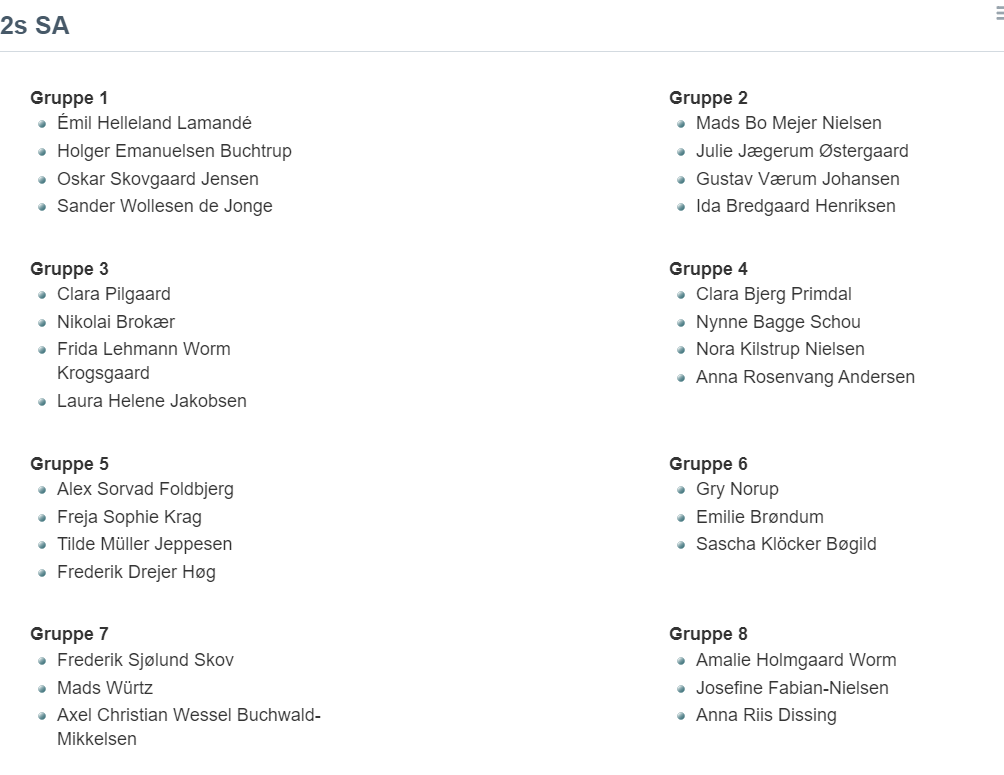 2s SA
Gruppe 1
Émil Helleland Lamandé
Holger Emanuelsen Buchtrup
Oskar Skovgaard Jensen
Sander Wollesen de Jonge
Gruppe 2
Mads Bo Mejer Nielsen
Julie Jægerum Østergaard
Gustav Værum Johansen
Ida Bredgaard Henriksen
Gruppe 3
Clara Pilgaard
Nikolai Brokær
Frida Lehmann Worm
Krogsgaard
Laura Helene Jakobsen
Gruppe 4
Clara Bjerg Primdal
Nynne Bagge Schou
Nora Kilstrup Nielsen
Anna Rosenvang Andersen
Gruppe 5
Alex Sorvad Foldbjerg
Freja Sophie Krag
Tilde Müller Jeppesen
Frederik Drejer Høg
Gruppe 6
Gry Norup
Emilie Brøndum
Sascha Klöcker Bøgild
Gruppe 7
Frederik Sjølund Skov
Mads Würtz
Axel Christian Wessel Buchwald-
Mikkelsen
Gruppe 8
Amalie Holmgaard Worm
Josefine Fabian-Nielsen
Anna Riis Dissing